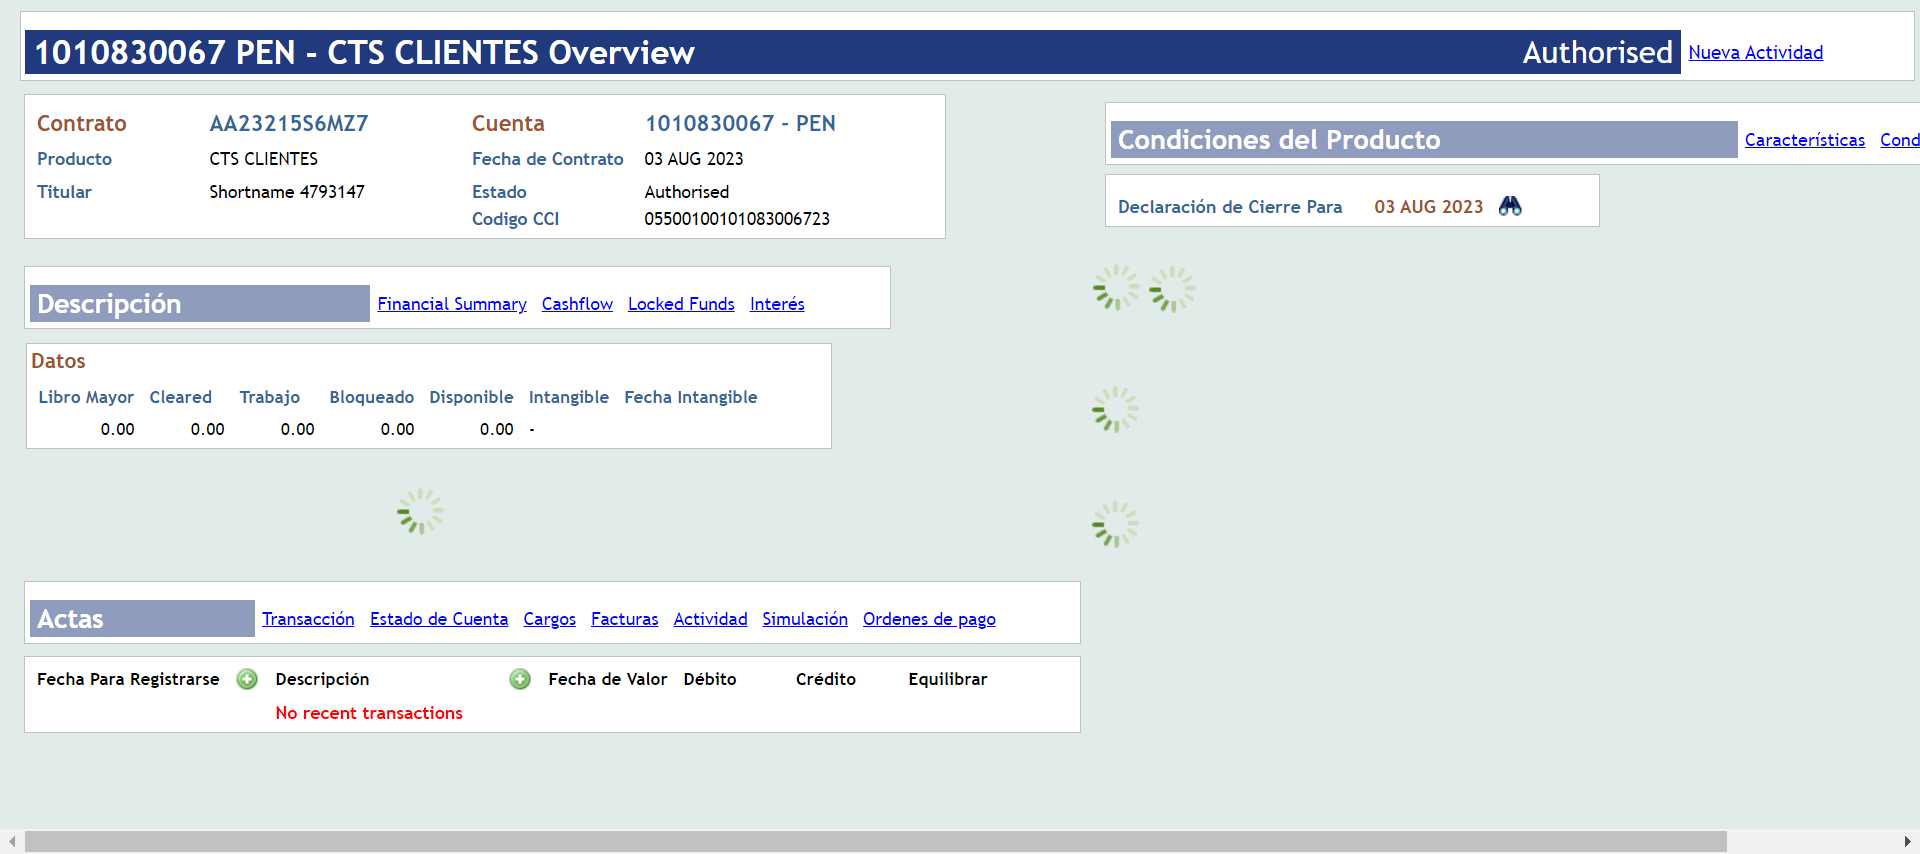 1010830067 PEN - CTS CLIENTES Overview Authorised Nueva Actividad
Contrato AA23215S6MZ7 Cuenta 1010830067 - PEN
Producto CTS CLIENTES Fecha de Contrato 03 AUG 2023
Titular Shortname 4793147 Estado Authorised
Codigo CCI 05500100101083006723
Condiciones del Producto Características Cond
Declaración de Cierre Para 03 AUG 2023
Descripción Financial Summary Cashflow Locked Funds Interés
Datos
Libro Mayor Cleared Trabajo Bloqueado Disponible Intangible Fecha Intangible
0.00 0.00 0.00 0.00 0.00 -
Actas Transacción Estado de Cuenta Cargos Facturas Actividad Simulación Ordenes de pago
Fecha Para Registrarse Descripción Fecha de Valor Débito Crédito Equilibrar
No recent transactions